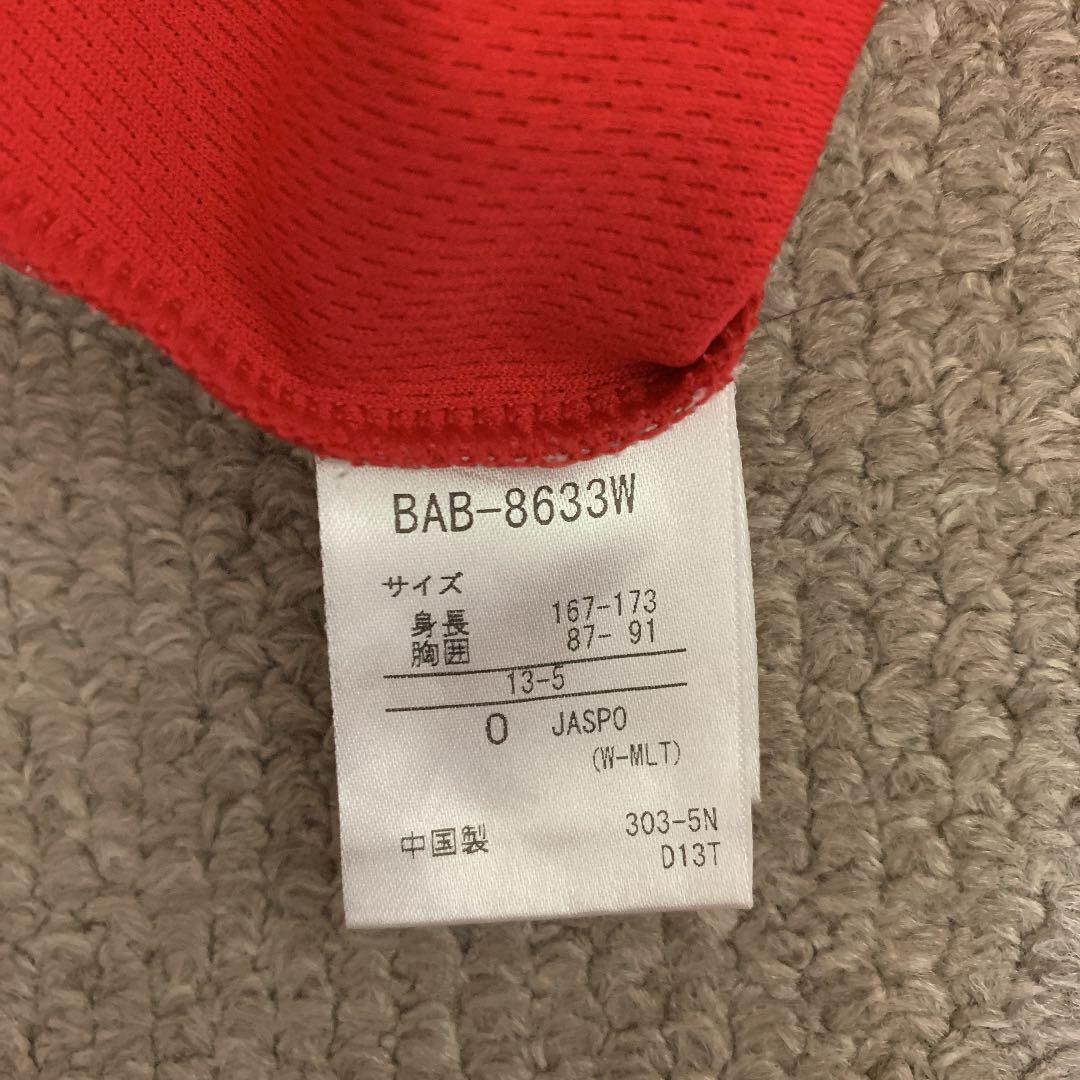 BAB-8633W
サイズ
身長 167-173
胸囲 87- 91
13-5
O JASPO
(W-MLT)
303-5N
中国製 D13T